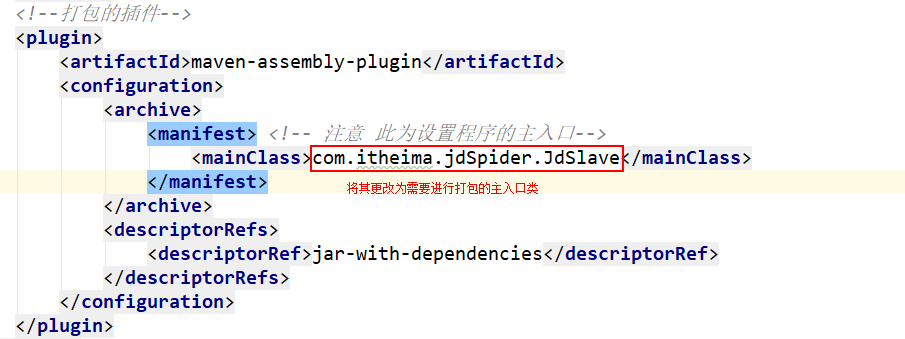 <!--打包的插件-->
<plugin>
<artifactId>maven-assembly-plugin</artifactId>
<configuration>
<archive>
<manifest> <!-- 注意 此为设置程序的主入口-->
<mainClass>com.itheima.jdSpider.JdSlave</mainClass>
</manifest>
将其更改为需要进行打包的主入口类
</archive>
<descriptorRefs>
<descriptorRef>jar-with-dependencies</descriptorRef>
</descriptorRefs>
</configuration>
</plugin>